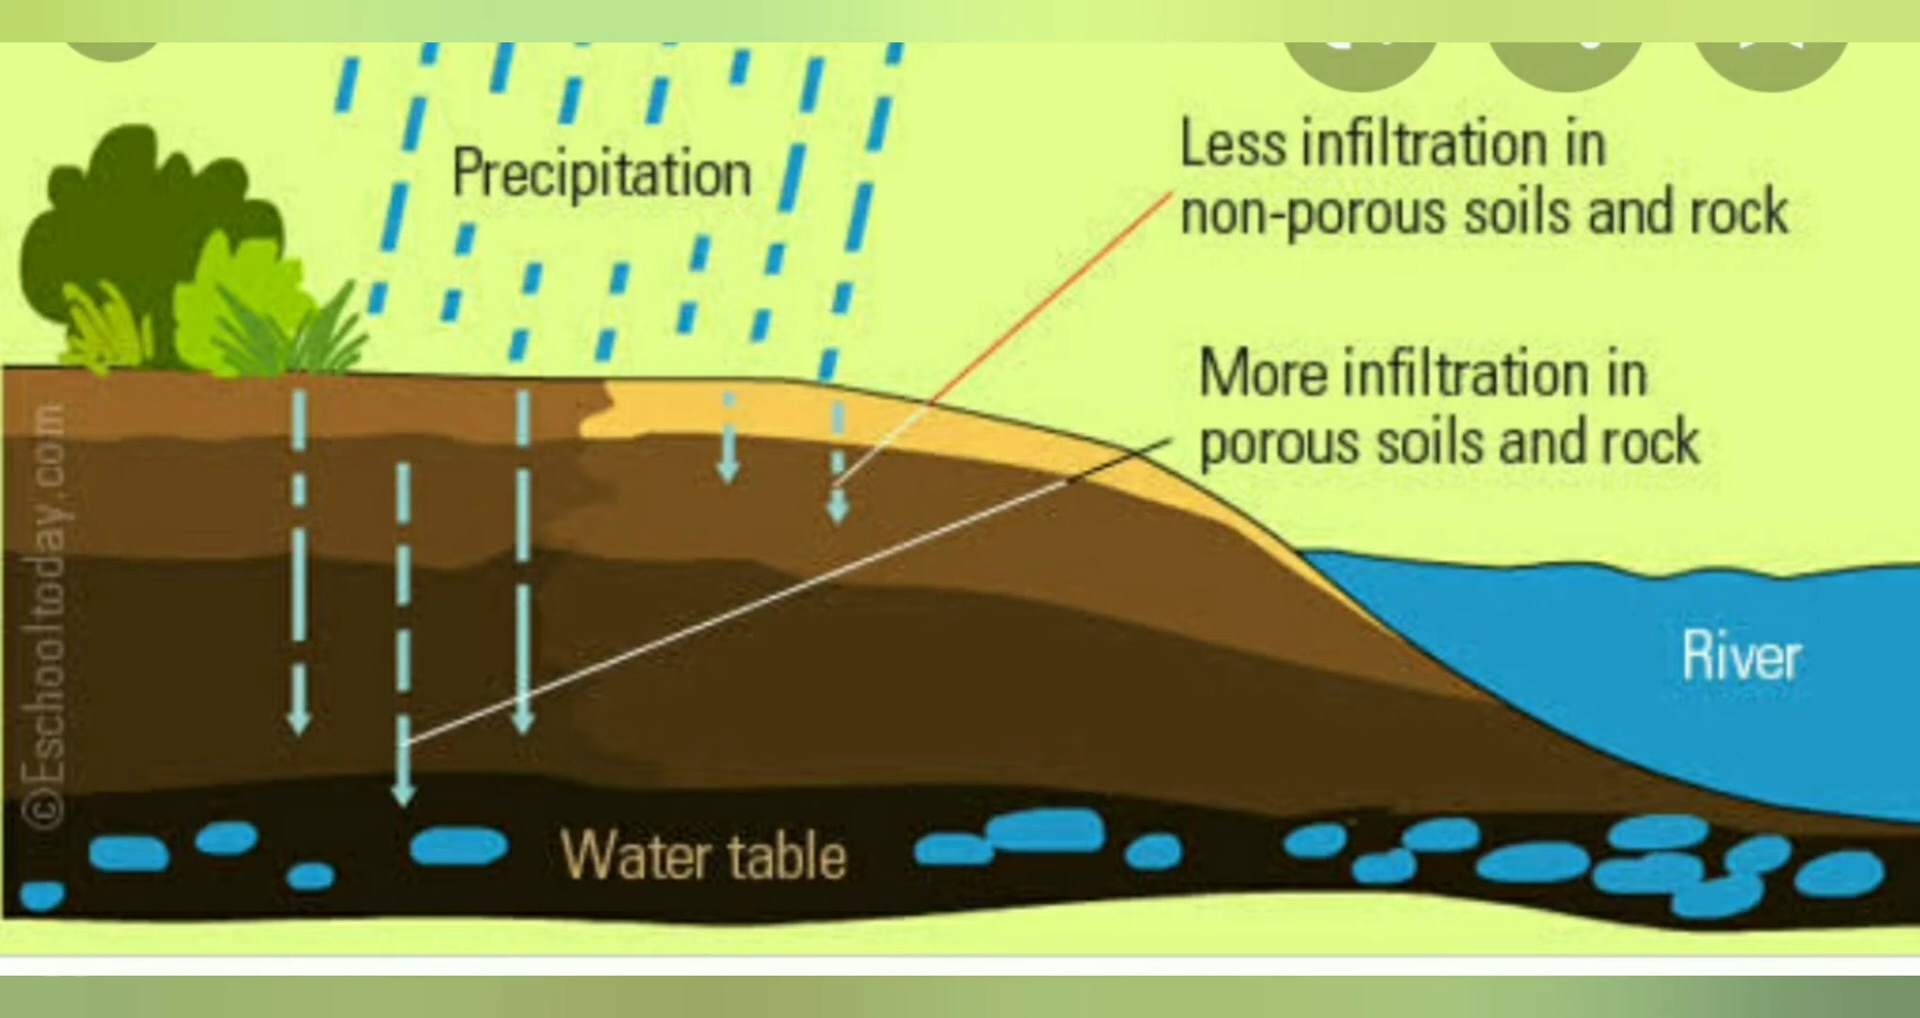 Precipitation
Less infiltration in
non-porous soils and rock
More infiltration in
porous soils and rock
River
Water table
©Eschooltoday.com